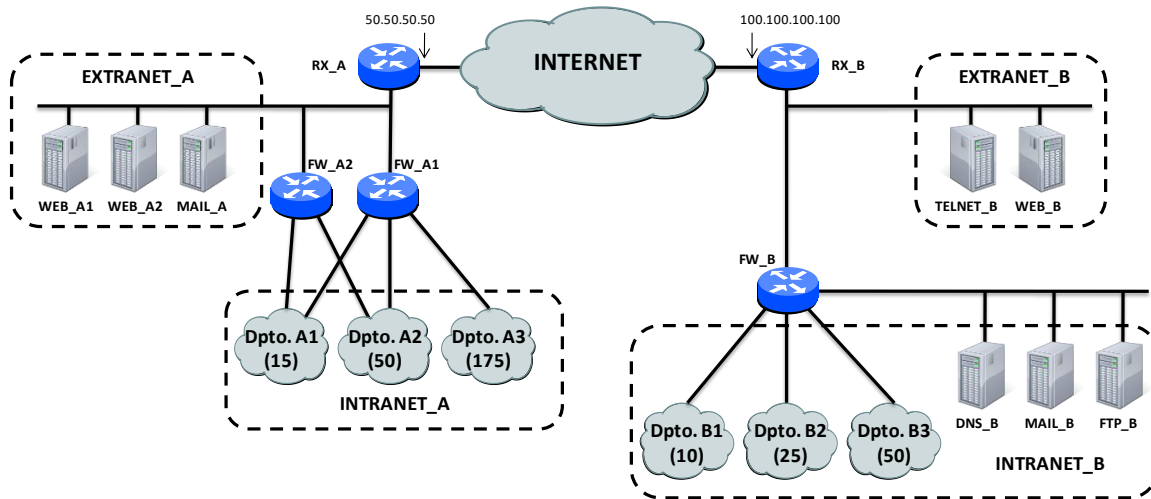 50.50.50.50
100.100.100.100
INTERNET
RX_A
RX_B
EXTRANET_A
EXTRANET_B
WEB_A1
WEB_A2
MAIL_A
FW_A2
FW_A1
TELNET_B
WEB_B
FW_B
Dpto. A1
(15)
Dpto. A2
(50)
Dpto. A3
(175)
INTRANET_A
DNS_B
MAIL_B
FTP_B
Dpto. B1
(10)
Dpto. B2
(25)
Dpto. B3
(50)
INTRANET_B